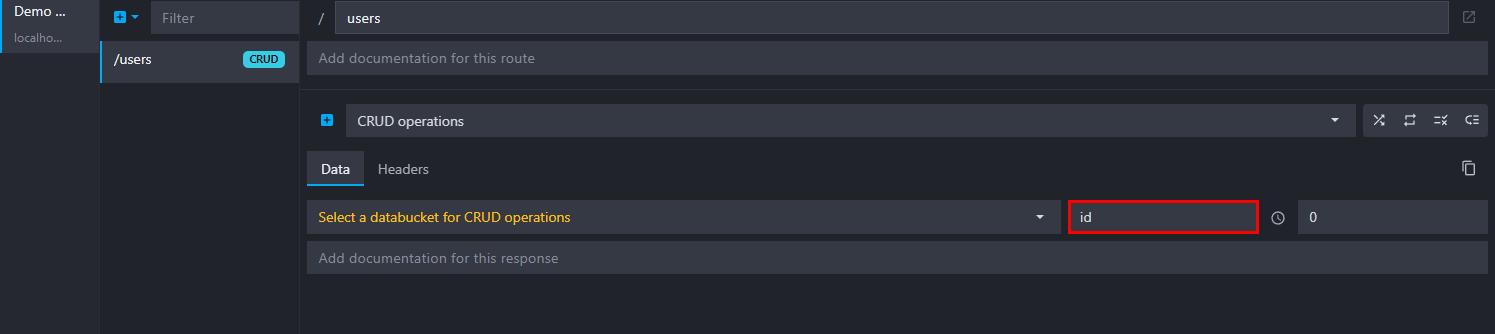 Demo ...
localho...
Filter
/users
CRUD
/
users
Add documentation for this route
CRUD operations
Data
Headers
Select a databucket for CRUD operations
id
0
Add documentation for this response